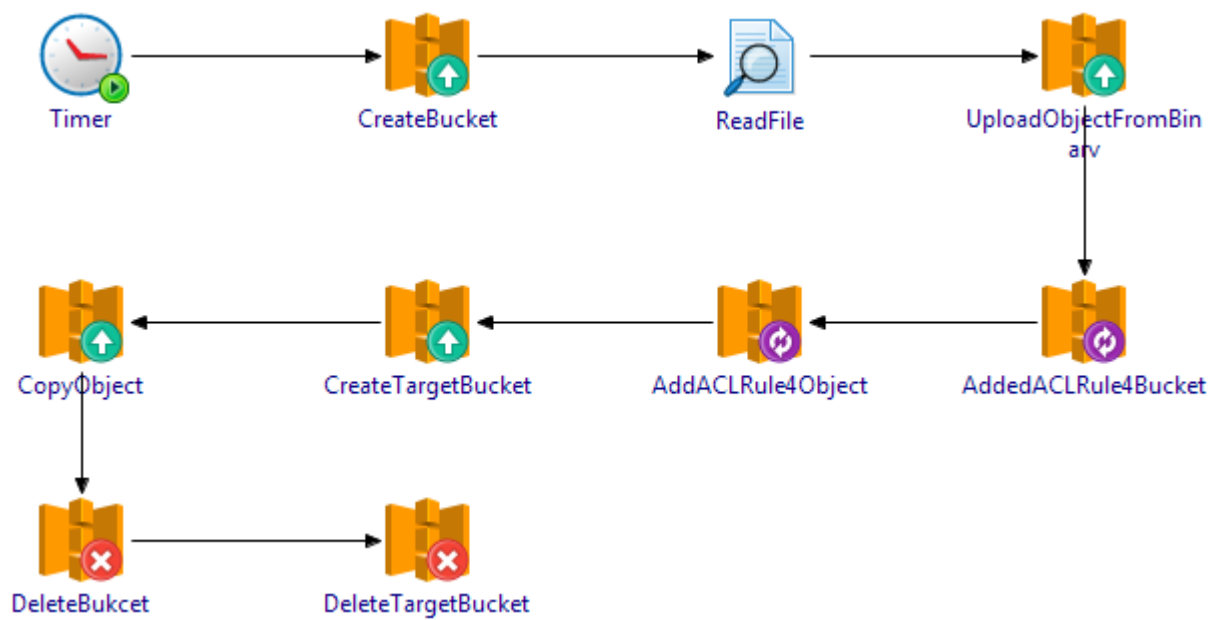 Timer
CreateBucket
ReadFile
UploadObjectFromBin
ary
CopyObject
CreateTargetBucket
AddACLRule4Object
AddedACLRule4Bucket
DeleteBukcet
DeleteTargetBucket